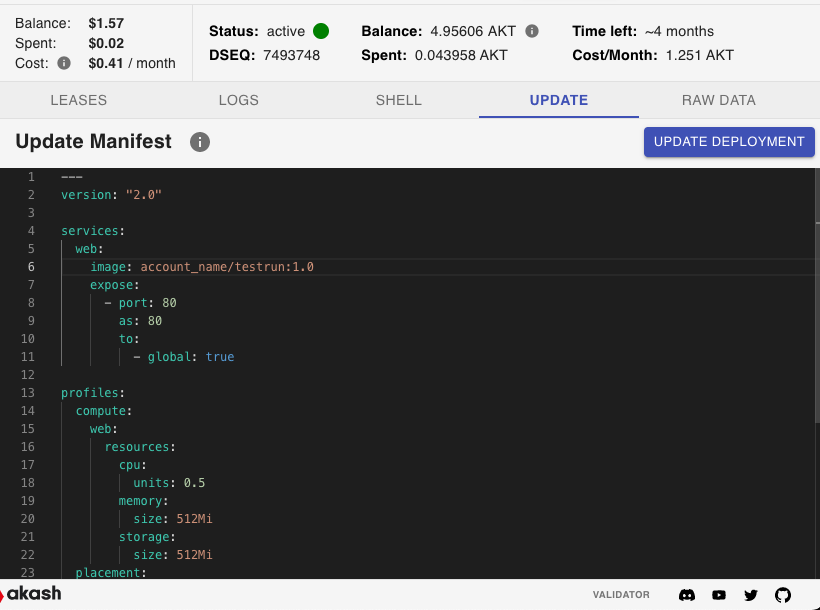 Balance: $1.57
Spent: $0.02
Cost: $0.41 / month
Status: active
DSEQ: 7493748
Balance: 4.95606 AKT
Spent: 0.043958 AKT
Time left: ~4 months
Cost/Month: 1.251 AKT
LEASES LOGS SHELL UPDATE RAW DATA
Update Manifest
UPDATE DEPLOYMENT
1 ---
2 version: "2.0"
3
4 services:
5   web:
6     image: account_name/testrun:1.0
7     expose:
8       - port: 80
9         as: 80
10         to:
11           - global: true
12
13 profiles:
14   compute:
15     web:
16       resources:
17         cpu:
18           units: 0.5
19         memory:
20           size: 512Mi
21         storage:
22           size: 512Mi
23   placement:
akash
VALIDATOR